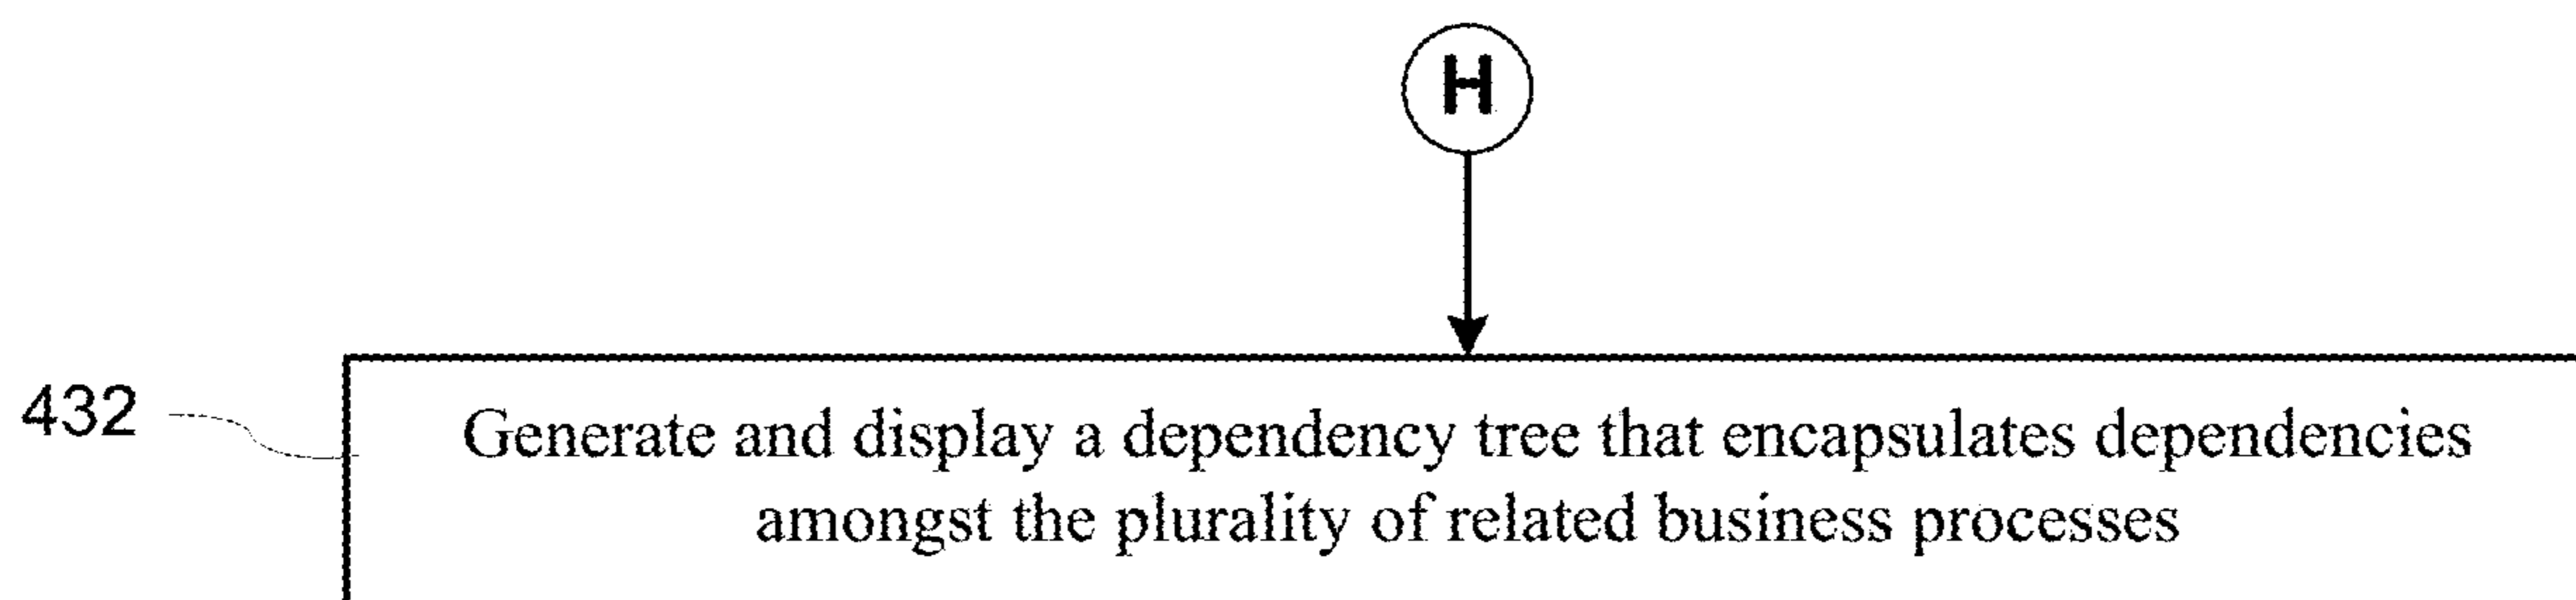 H
432
Generate and display a dependency tree that encapsulates dependencies
amongst the plurality of related business processes